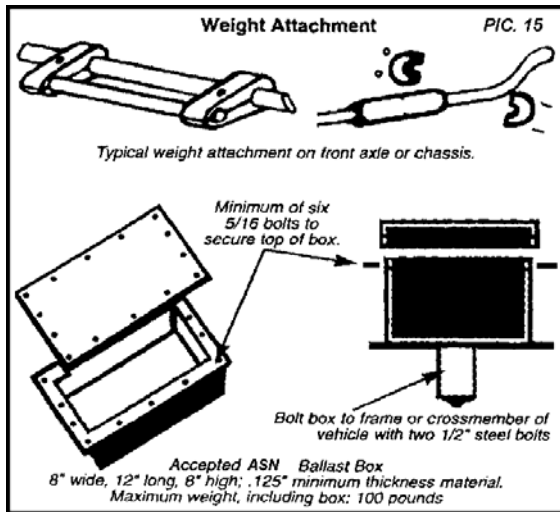 Weight Attachment
PIC. 15
Typical weight attachment on front axle or chassis.
Minimum of six
5/16 bolts to
secure top of box.
Bolt box to frame or crossmember of
vehicle with two 1/2" steel bolts
Accepted ASN Ballast Box
8" wide, 12" long, 8" high; .125" minimum thickness material.
Maximum weight, including box: 100 pounds